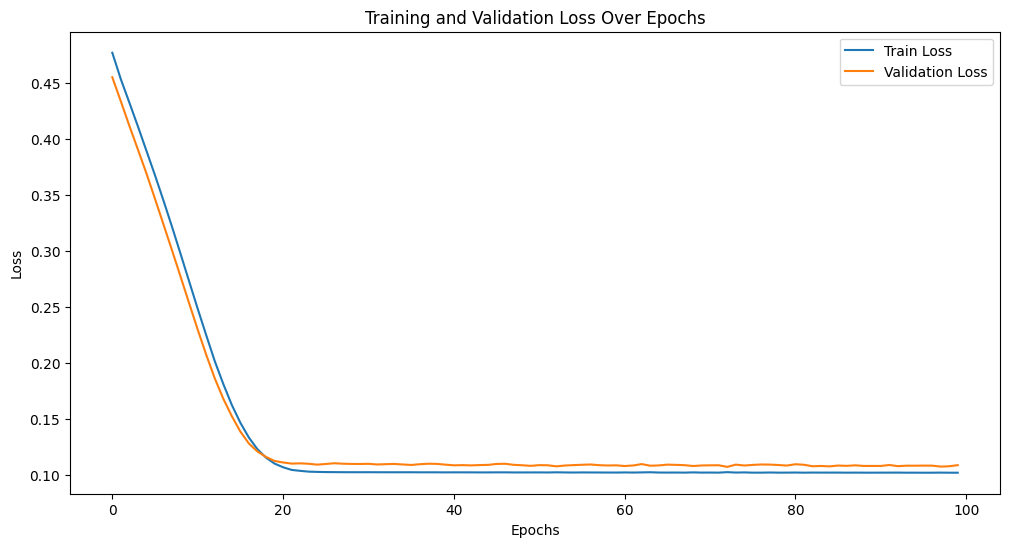 Training and Validation Loss Over Epochs
Train Loss
Validation Loss
Loss
0.45
0.40
0.35
0.30
0.25
0.20
0.15
0.10
0 20 40 60 80 100
Epochs